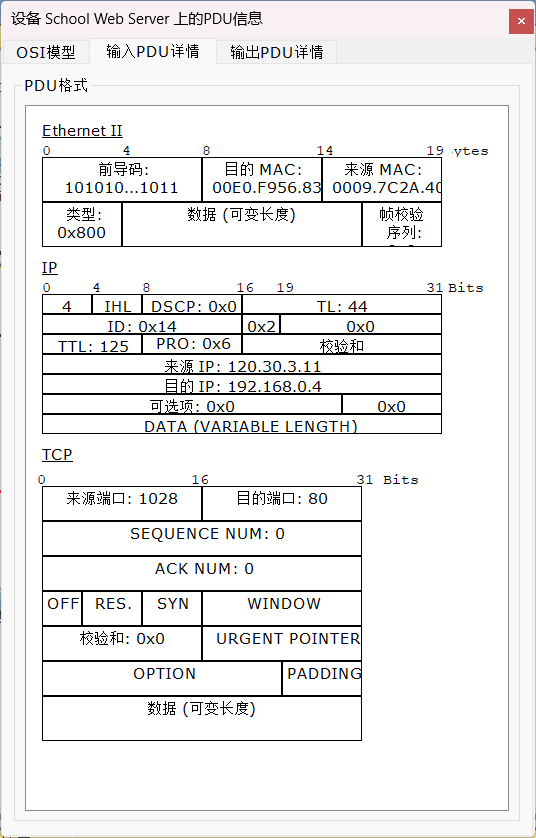 设备 School Web Server 上的PDU信息
OSI模型 输入PDU详情 输出PDU详情
PDU格式
Ethernet II
0 4 8 14 19
前导码: 目的 MAC: 来源 MAC:
101010...1011 00E0.F956.83 0009.7C2A.40
类型: 数据 (可变长度) 帧校验
0x800 序列:
IP
0 4 8 16 19 31 Bits
4 IHL DSCP: 0x0 TL: 44
ID: 0x14 0x2 0x0
TTL: 125 PRO: 0x6 校验和
来源 IP: 120.30.3.11
目的 IP: 192.168.0.4
可选项: 0x0 0x0
DATA (VARIABLE LENGTH)
TCP
0 16 31 Bits
来源端口: 1028 目的端口: 80
SEQUENCE NUM: 0
ACK NUM: 0
OFF RES. SYN WINDOW
校验和: 0x0 URGENT POINTER
OPTION PADDING
数据 (可变长度)